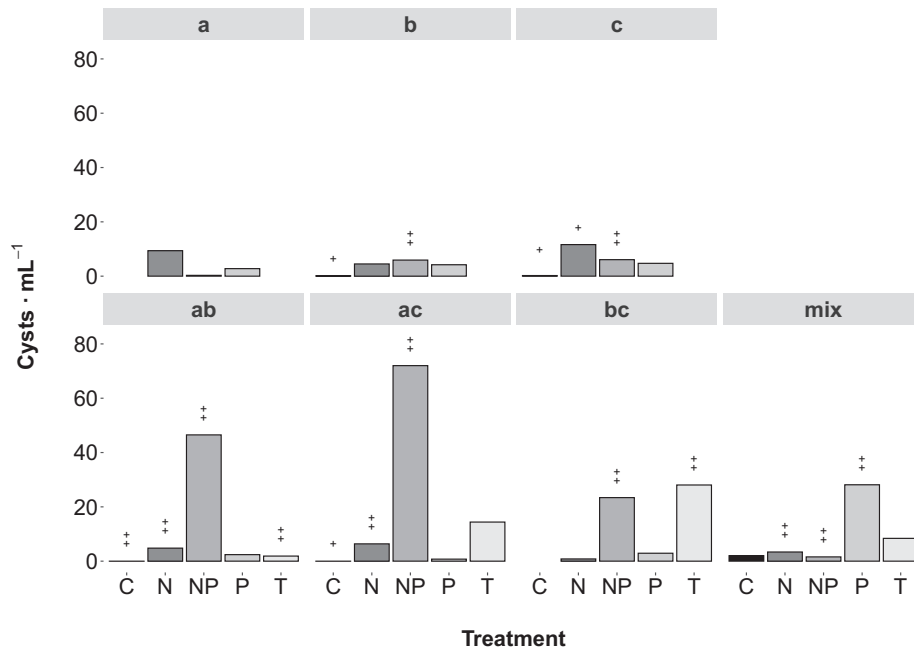 a b c
80
60
40
20
0
+ + + + + + +
Cysts · mL⁻¹
ab ac bc mix
80
60
40
20
0
+ + + + + + + + + + + + + + + + + + + + + + +
C N NP P T C N NP P T C N NP P T C N NP P T
Treatment